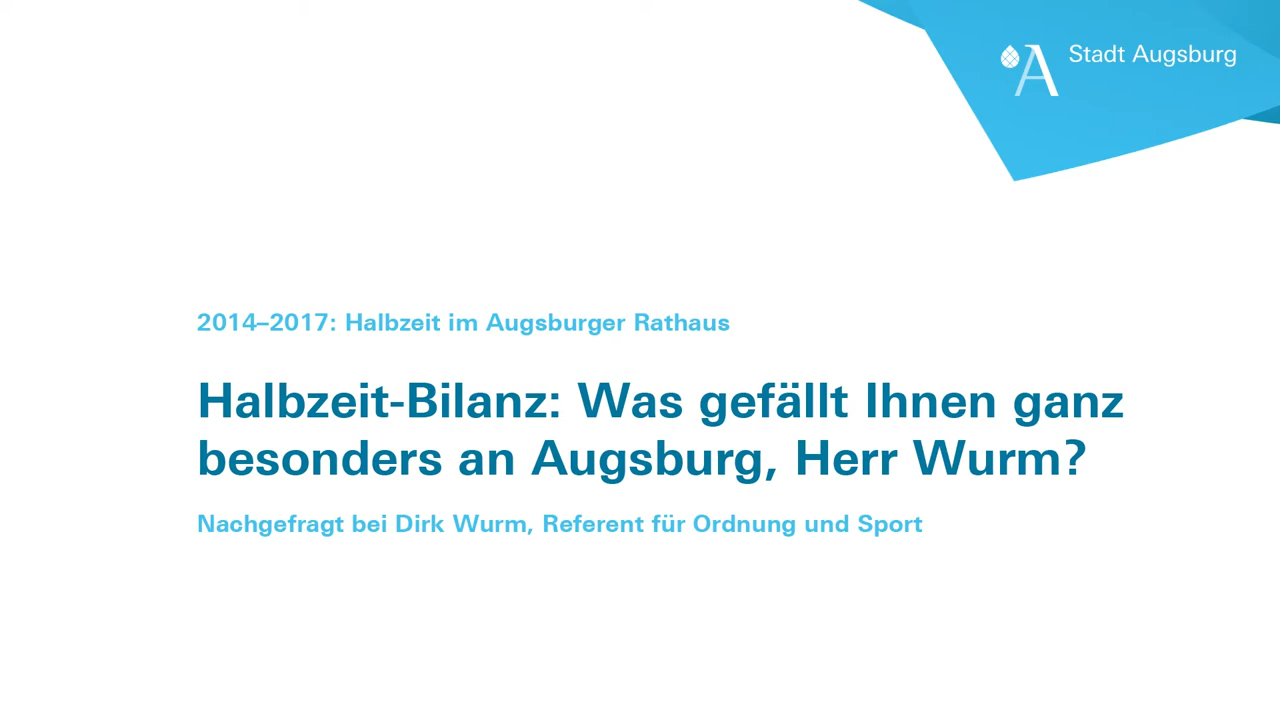 Stadt Augsburg
2014–2017: Halbzeit im Augsburger Rathaus
Halbzeit-Bilanz: Was gefällt Ihnen ganz
besonders an Augsburg, Herr Wurm?
Nachgefragt bei Dirk Wurm, Referent für Ordnung und Sport